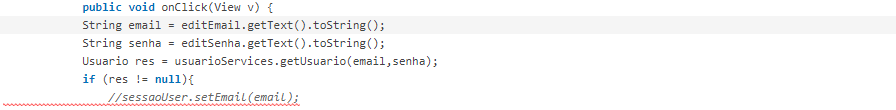 public void onClick(View v) {
String email = editEmail.getText().toString();
String senha = editSenha.getText().toString();
Usuario res = usuarioServices.getUsuario(email,senha);
if (res != null){
//sessaoUser.setEmail(email);